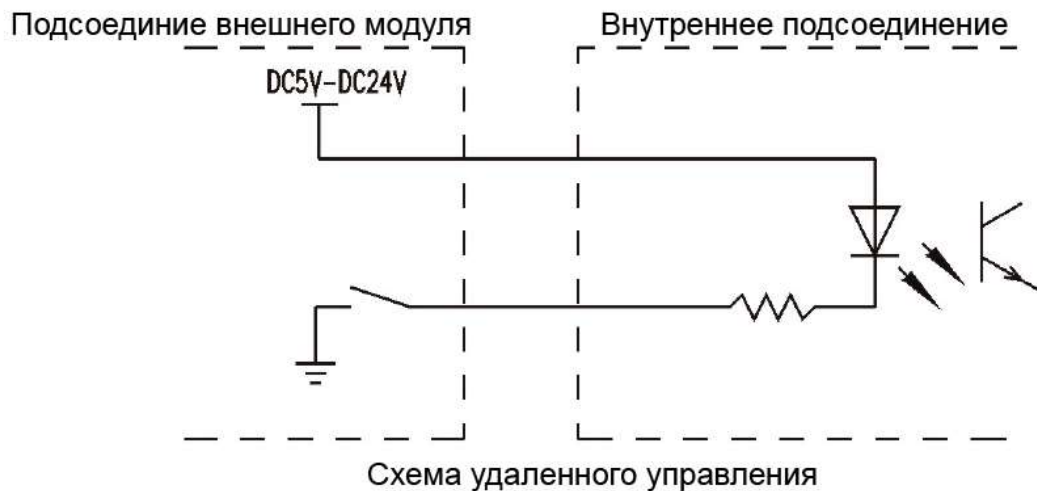 Подсоединие внешнего модуля
Внутреннее подсоединение
DC5V-DC24V
Схема удаленного управления